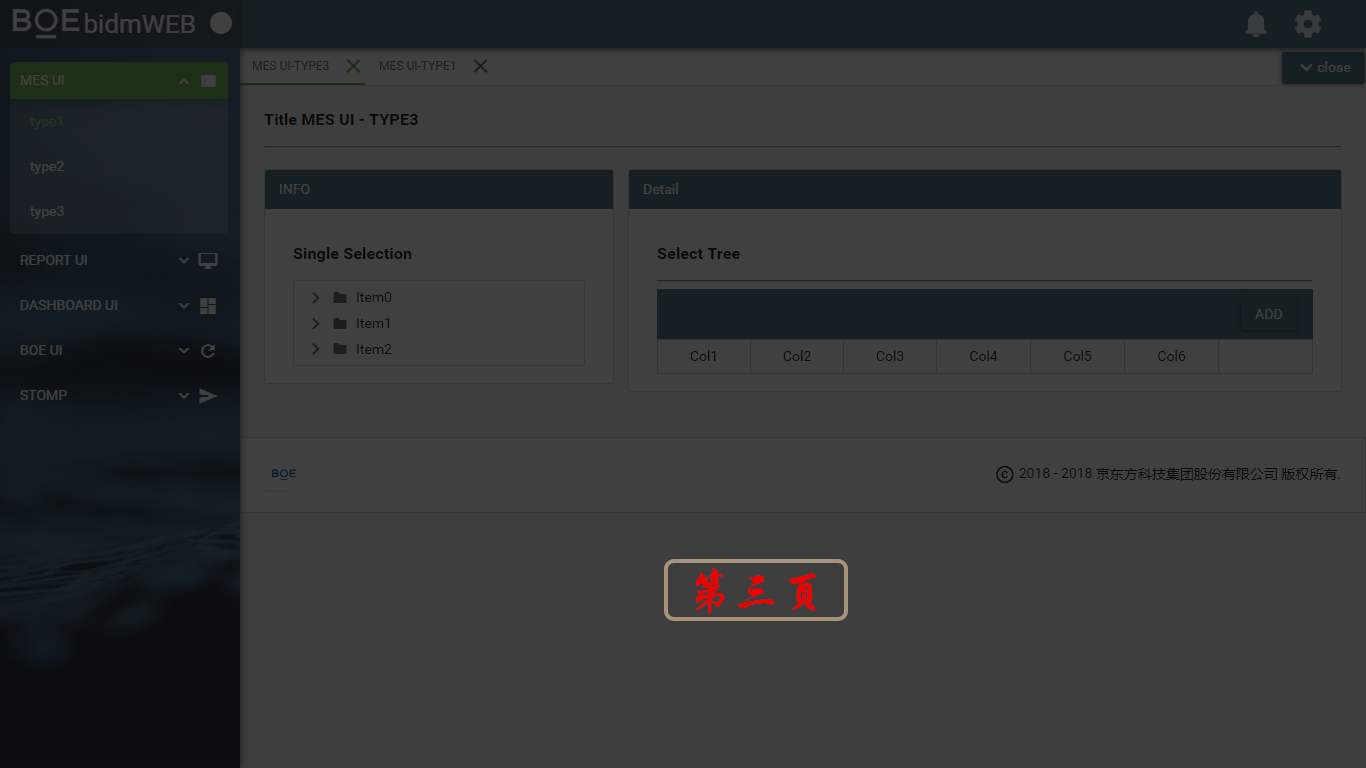 BOE bidmWEB
MES UI-TYPE3 MES UI-TYPE1 close
MES UI
type1
type2
type3
REPORT UI
DASHBOARD UI
BOE UI
STOMP
Title MES UI - TYPE3
INFO
Single Selection
Item0
Item1
Item2
Detail
Select Tree
ADD
Col1 Col2 Col3 Col4 Col5 Col6
BOE
© 2018 - 2018 京东方科技集团股份有限公司 版权所有.
第三頁